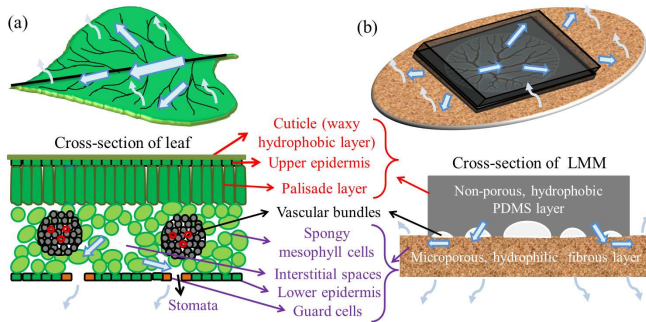 (a)
(b)
Cross-section of leaf
Cuticle (waxy
hydrophobic layer)
Upper epidermis
Palisade layer
Vascular bundles
Spongy
mesophyll cells
Interstitial spaces
Lower epidermis
Guard cells
Stomata
Cross-section of LMM
Non-porous, hydrophobic
PDMS layer
Microporous, hydrophilic fibrous layer